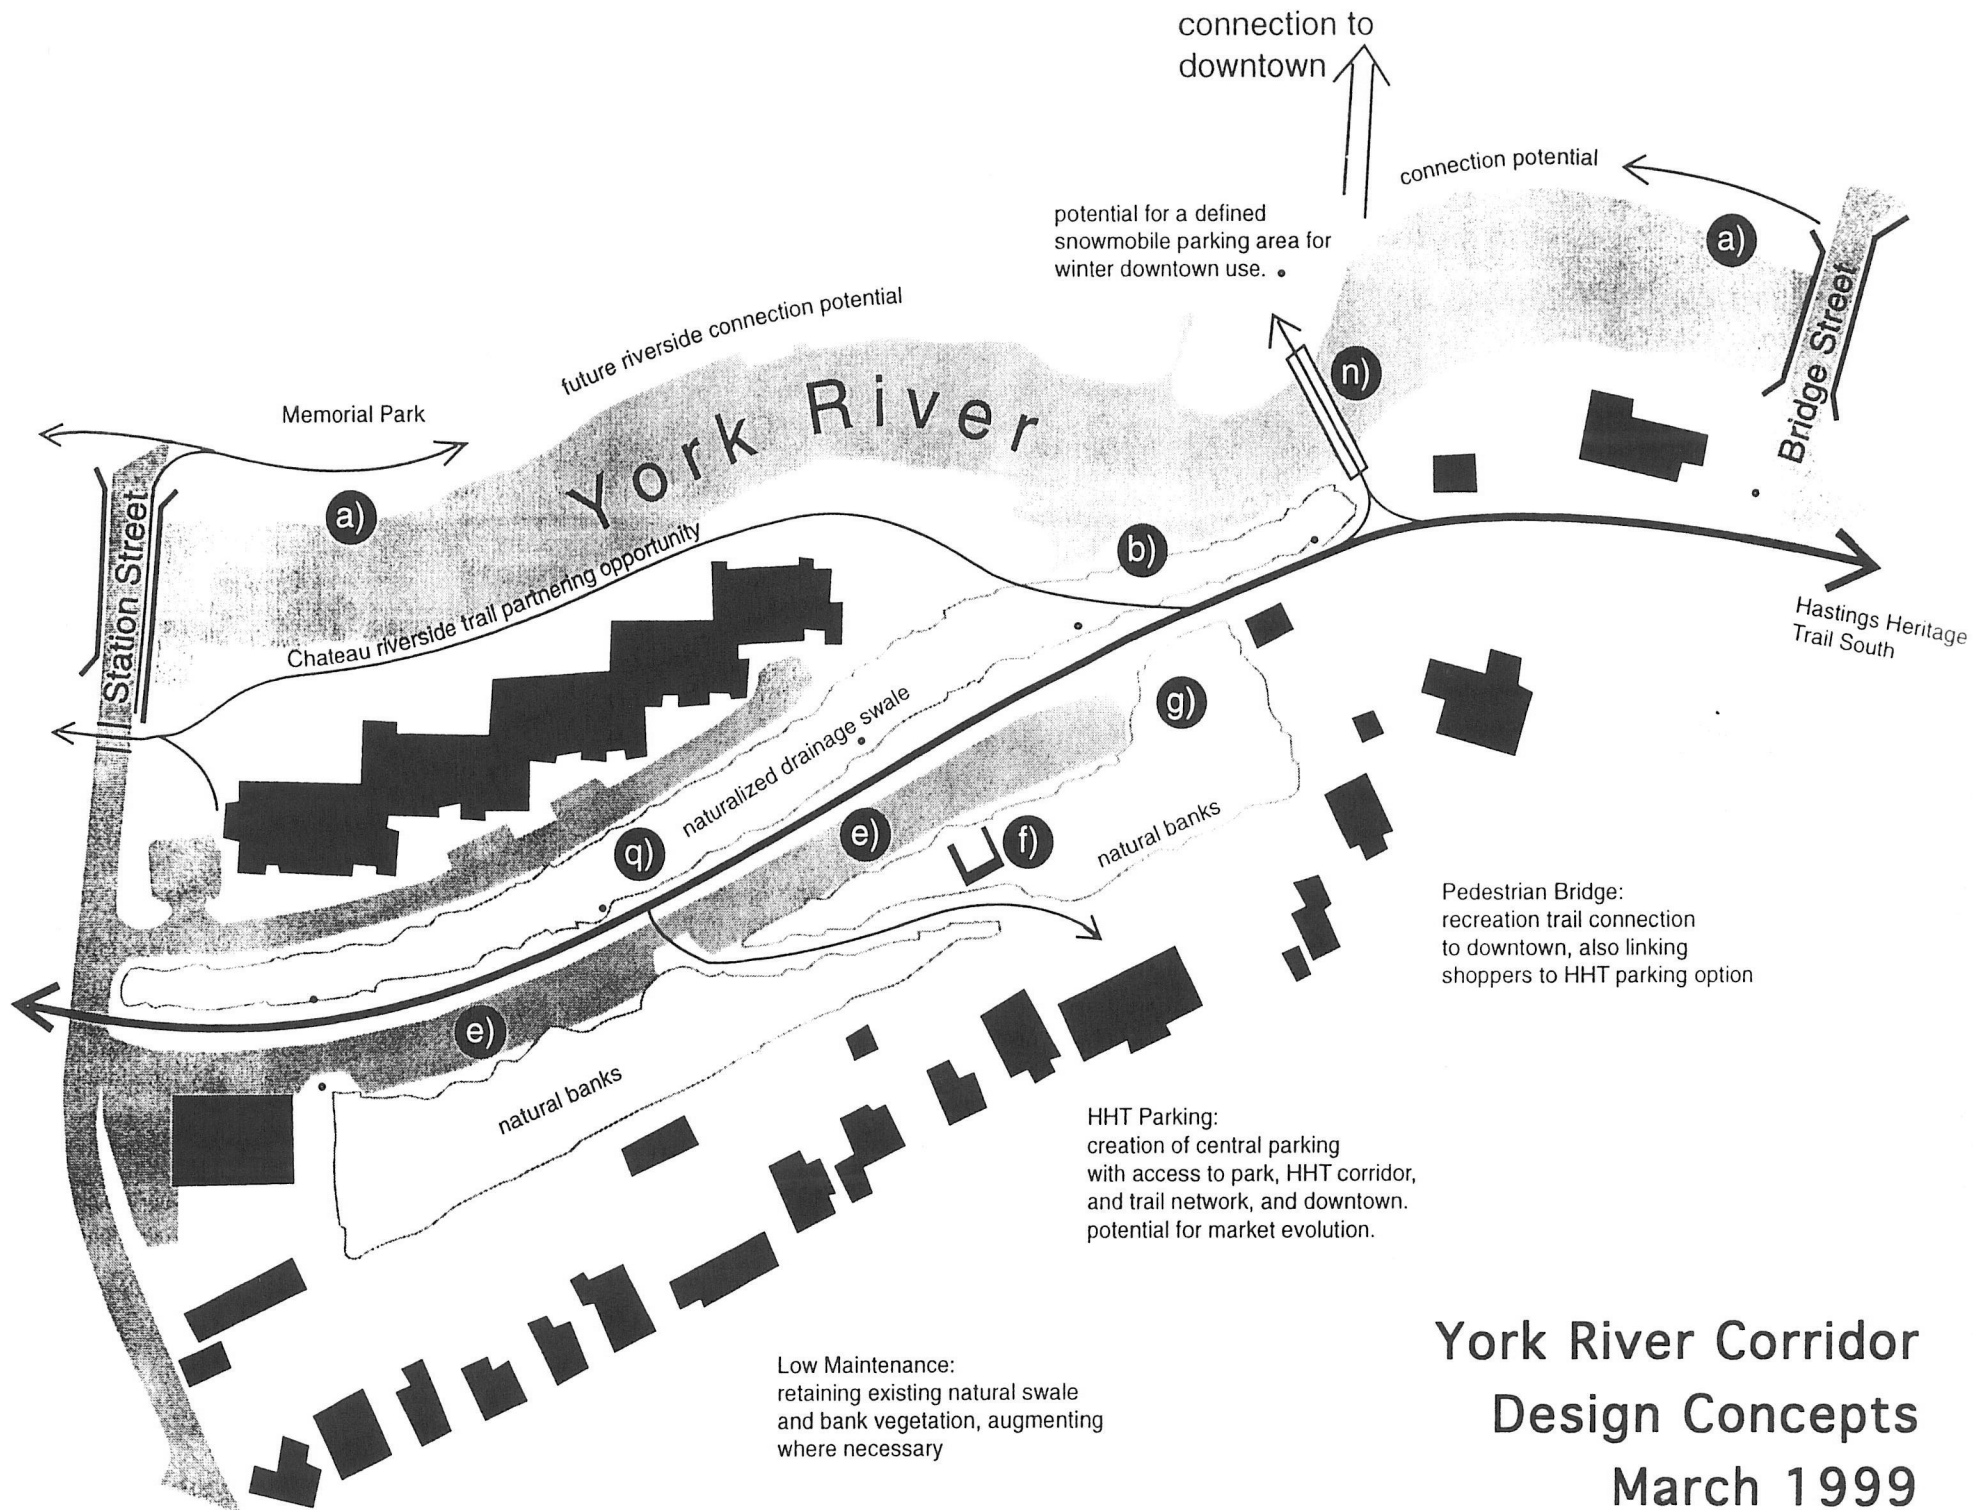 connection to
downtown
connection potential
a)
potential for a defined
snowmobile parking area for
winter downtown use.
Bridge Street
future riverside connection potential
n)
York River
Memorial Park
a)
Station Street
Chateau riverside trail partnering opportunity
b)
Hastings Heritage
Trail South
g)
naturalized drainage swale
q)
e)
f)
natural banks
Pedestrian Bridge:
recreation trail connection
to downtown, also linking
shoppers to HHT parking option
e)
natural banks
HHT Parking:
creation of central parking
with access to park, HHT corridor,
and trail network, and downtown.
potential for market evolution.
Low Maintenance:
retaining existing natural swale
and bank vegetation, augmenting
where necessary
York River Corridor
Design Concepts
March 1999